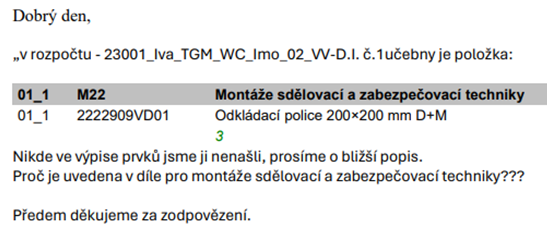 Dobrý den,
„v rozpočtu - 23001_Iva_TGM_WC_Imo_02_VV-D.I. č.1učebny je položka:
01_1 M22 Montáže sdělovací a zabezpečovací techniky
01_1 2222909VD01 Odkládací police 200×200 mm D+M
3
Nikde ve výpise prvků jsme ji nenašli, prosíme o bližší popis.
Proč je uvedena v díle pro montáže sdělovací a zabezpečovací techniky???
Předem děkujeme za zodpovězení.